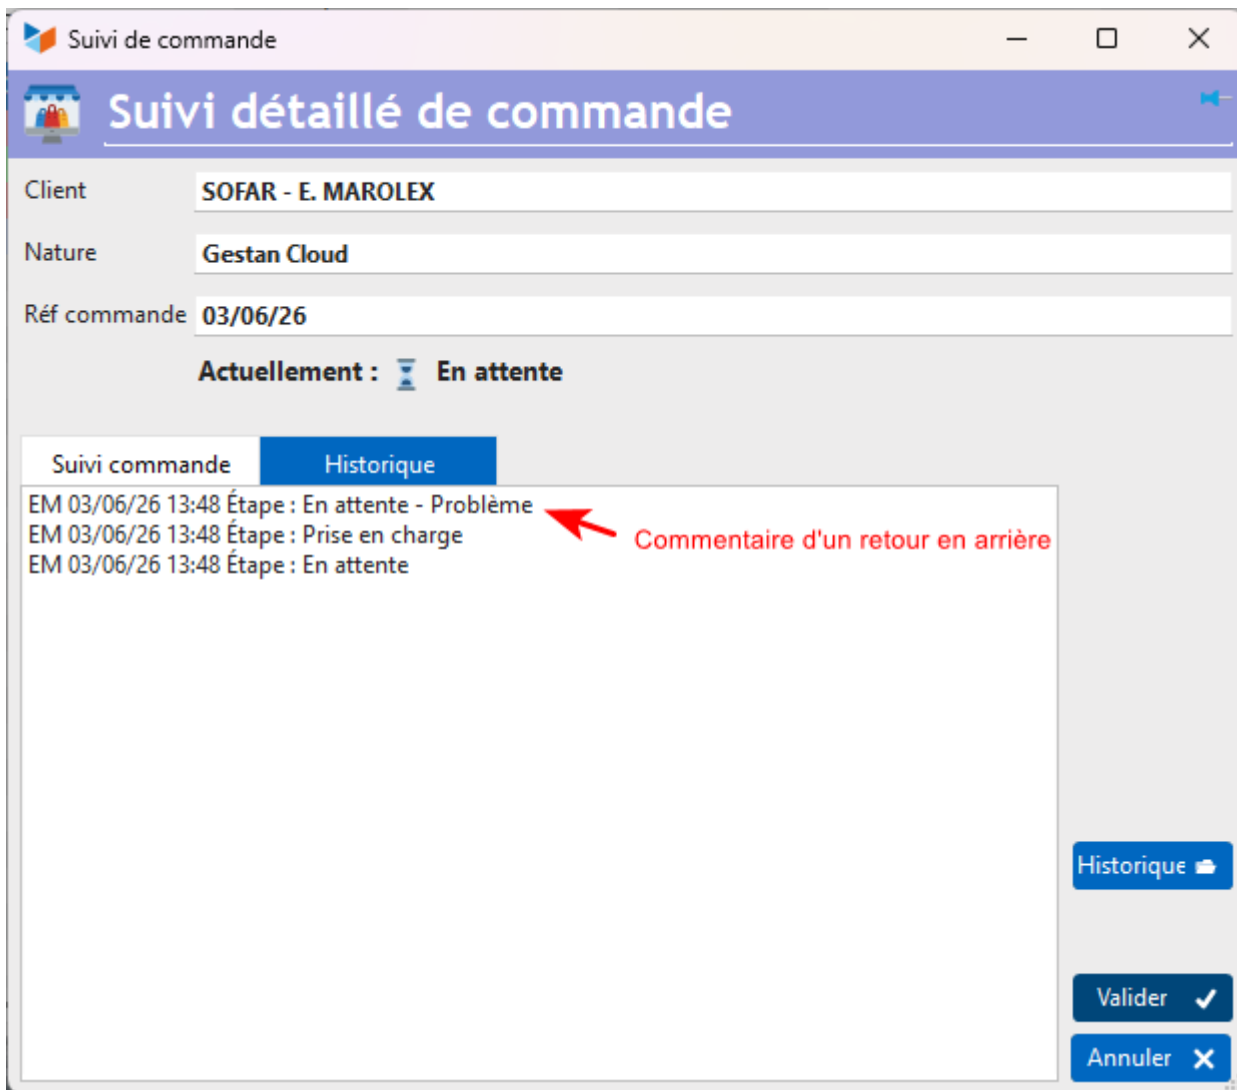 Suivi de commande
Suivi détaillé de commande
Client SOFAR - E. MAROLEX
Nature Gestan Cloud
Réf commande 03/06/26
Actuellement : En attente
Suivi commande Historique
EM 03/06/26 13:48 Étape : En attente - Problème
EM 03/06/26 13:48 Étape : Prise en charge
Commentaire d'un retour en arrière
EM 03/06/26 13:48 Étape : En attente
Historique
Valider
Annuler